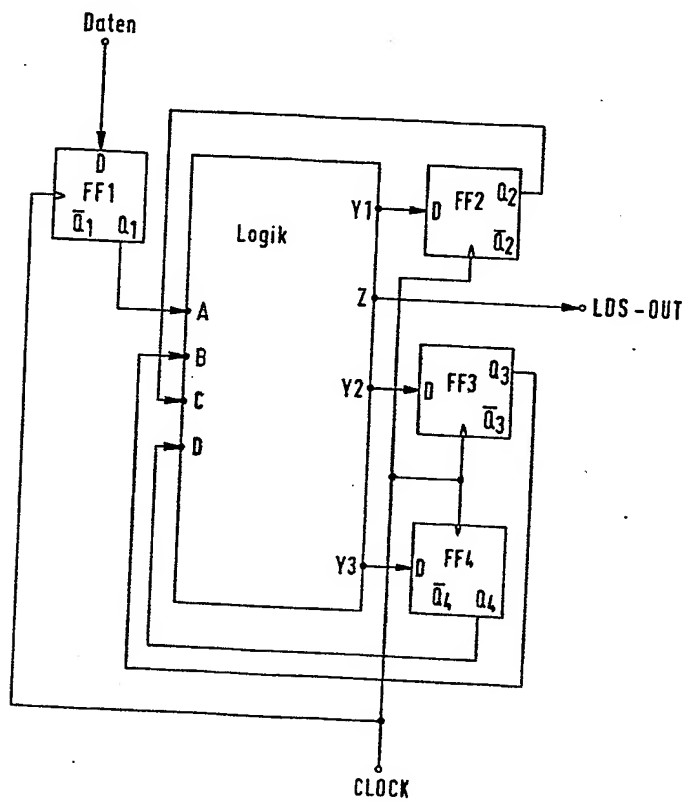 Daten
D
FF1
Q̅1 Q1
Logik
A
B
C
D
Y1
Z
Y2
Y3
D FF2 Q2
Q̅2
LDS-OUT
D FF3 Q3
Q̅3
D FF4
Q̅4 Q4
CLOCK